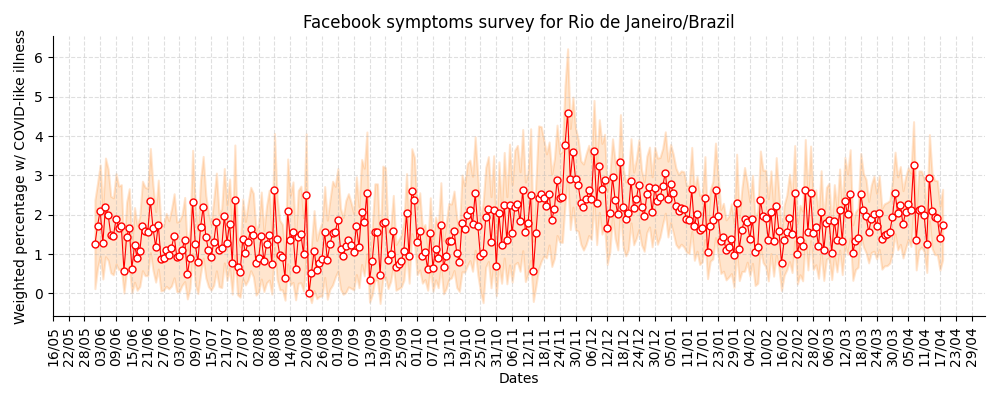 Facebook symptoms survey for Rio de Janeiro/Brazil
Weighted percentage w/ COVID-like illness
6
5
4
3
2
1
0
16/05 22/05 28/05 03/06 09/06 15/06 21/06 27/06 03/07 09/07 15/07 21/07 27/07 02/08 08/08 14/08 20/08 26/08 01/09 07/09 13/09 19/09 25/09 01/10 07/10 13/10 19/10 25/10 31/10 06/11 12/11 18/11 24/11 30/11 06/12 12/12 18/12 24/12 30/12 05/01 11/01 17/01 23/01 29/01 04/02 10/02 16/02 22/02 28/02 06/03 12/03 18/03 24/03 30/03 05/04 11/04 17/04 23/04 29/04
Dates